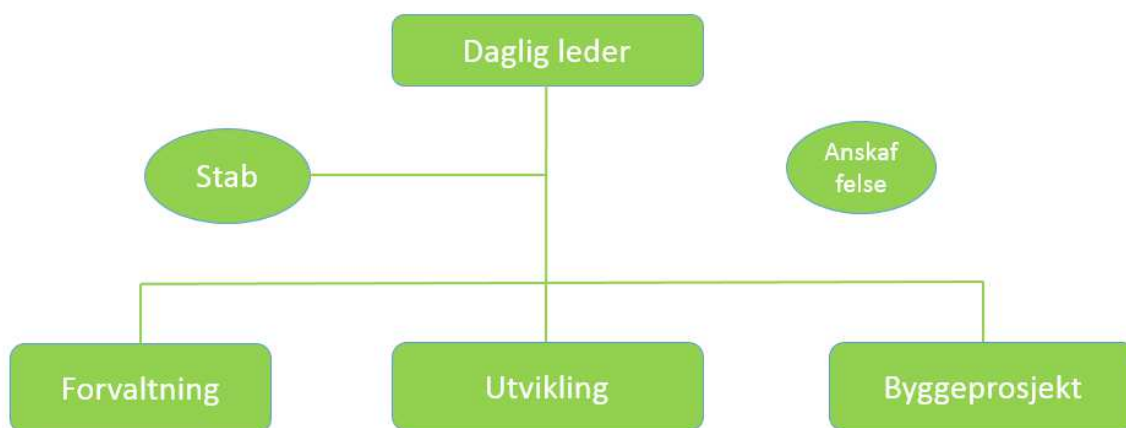 Daglig leder
Stab
Anskaf
felse
Forvaltning
Utvikling
Byggeprosjekt